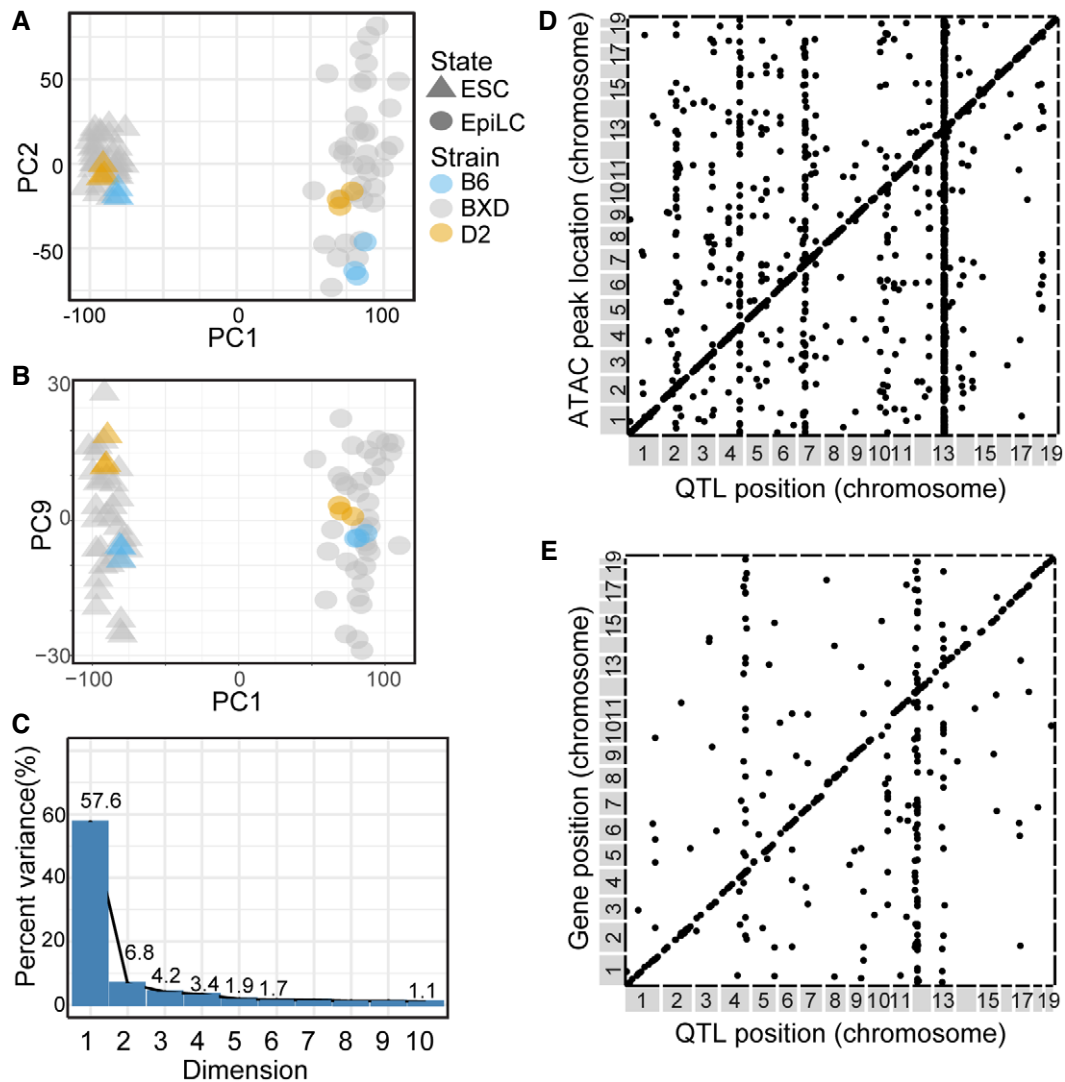 A
PC2
50
0
-50
-100
0
100
PC1
State
ESC
EpiLC
Strain
B6
BXD
D2
B
PC9
30
0
−30
−100
0
100
PC1
C
Percent variance(%)
60
40
20
0
57.6
6.8
4.2
3.4
1.9
1.7
1.1
1 2 3 4 5 6 7 8 9 10
Dimension
D
ATAC peak location (chromosome)
19
17
15
13
11
10
9
8
7
6
5
4
3
2
1
1 2 3 4 5 6 7 8 9 10 11 13 15 17 19
QTL position (chromosome)
E
Gene position (chromosome)
19
17
15
13
11
10
9
8
7
6
5
4
3
2
1
1 2 3 4 5 6 7 8 9 10 11 13 15 17 19
QTL position (chromosome)